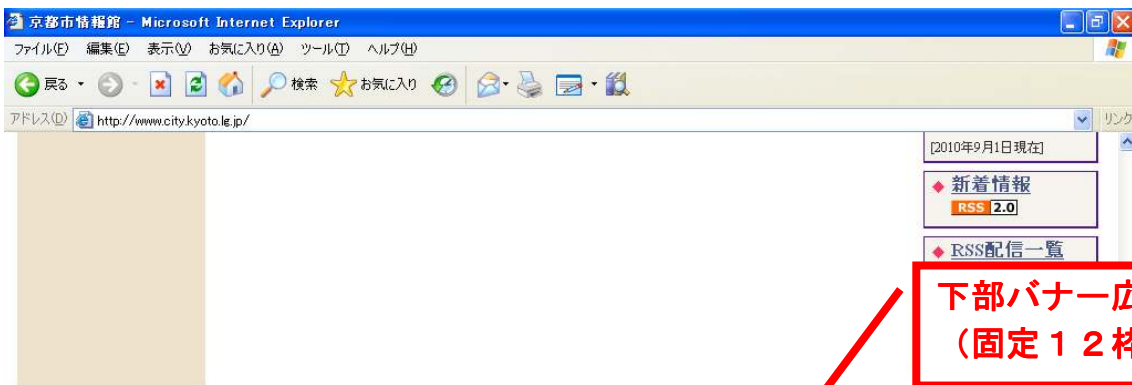 京都市情報館 - Microsoft Internet Explorer
ファイル(F) 編集(E) 表示(V) お気に入り(A) ツール(T) ヘルプ(H)
戻る 検索 お気に入り
アドレス(D) http://www.city.kyoto.lg.jp/ リンク
[2010年9月1日現在]
新着情報
RSS 2.0
RSS配信一覧
下部バナー広
（固定１２枠